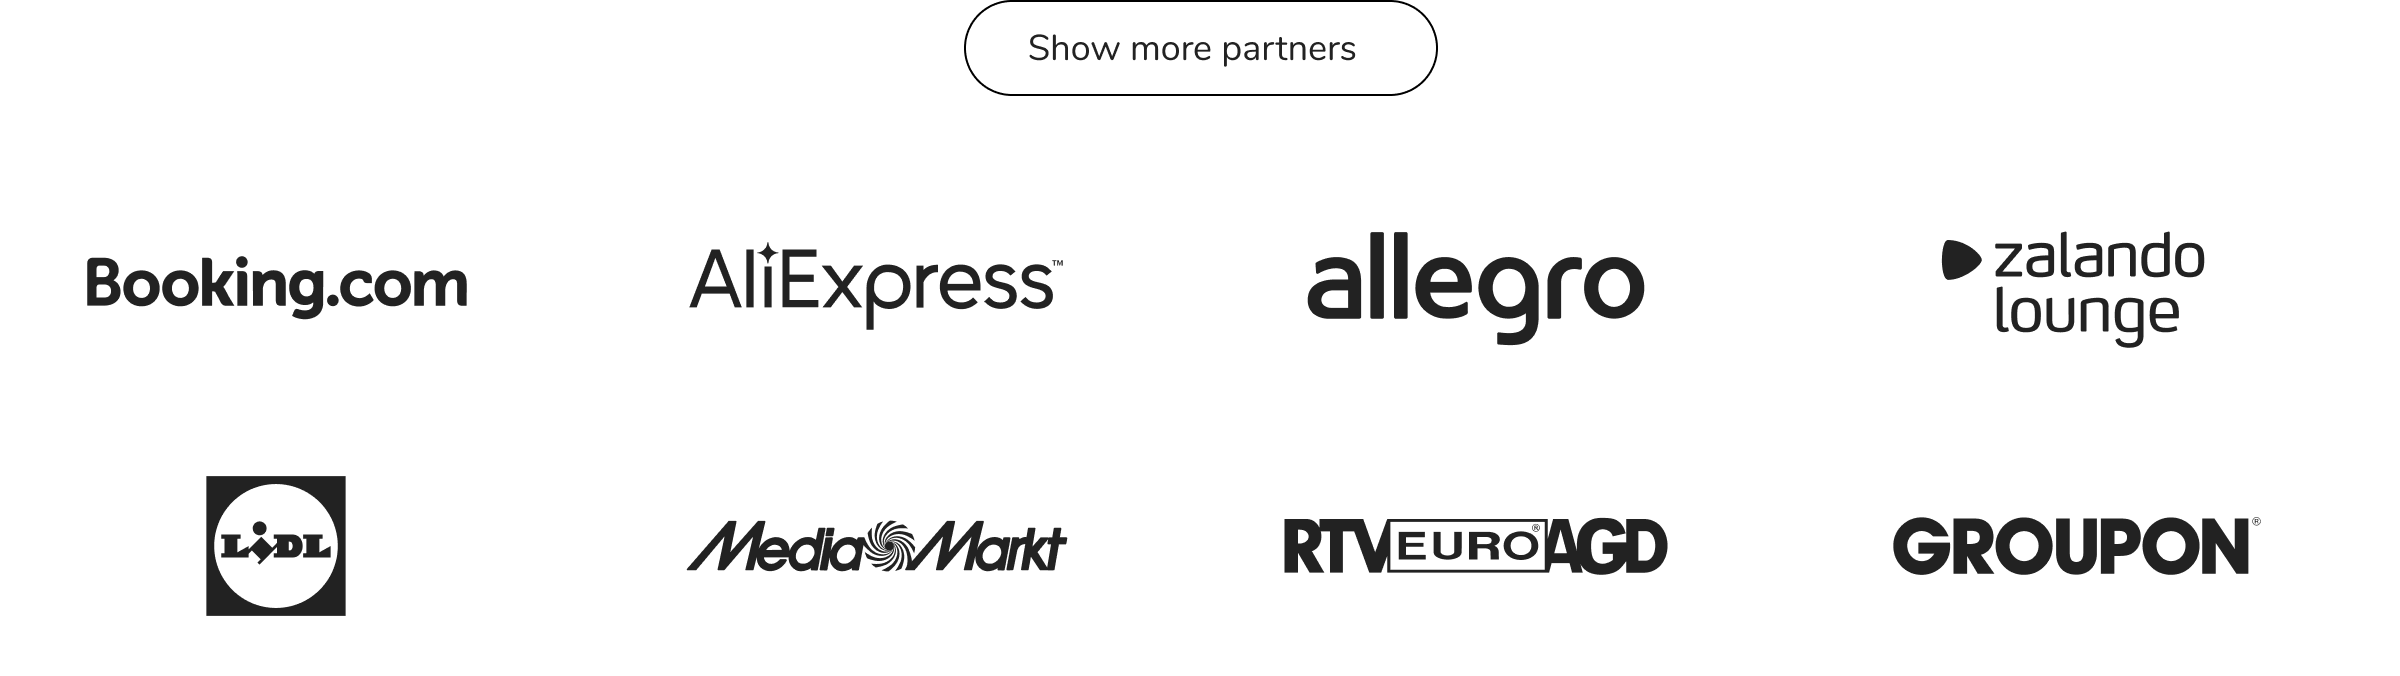 Show more partners
Booking.com
AliExpress™
allegro
zalando
lounge
LiDL
MediaMarkt
RTV EURO® AGD
GROUPON®